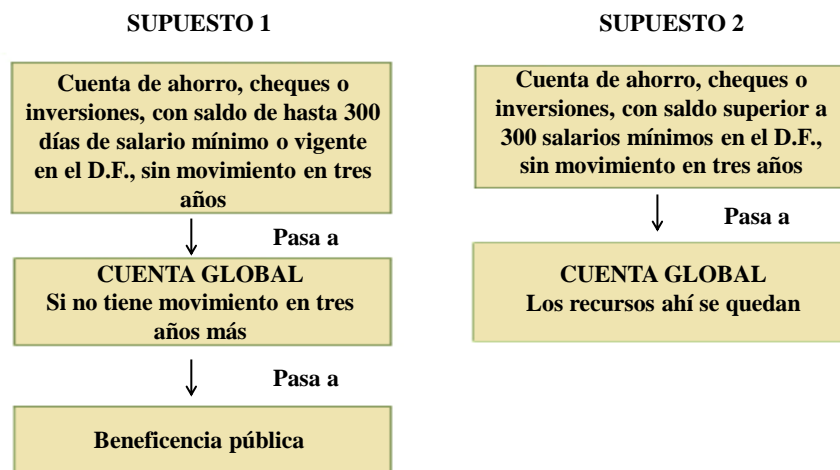 SUPUESTO 1
Cuenta de ahorro, cheques o
inversiones, con saldo de hasta 300
días de salario mínimo o vigente
en el D.F., sin movimiento en tres
años
Pasa a
CUENTA GLOBAL
Si no tiene movimiento en tres
años más
Pasa a
Beneficencia pública
SUPUESTO 2
Cuenta de ahorro, cheques o
inversiones, con saldo superior a
300 salarios mínimos en el D.F.,
sin movimiento en tres años
Pasa a
CUENTA GLOBAL
Los recursos ahí se quedan